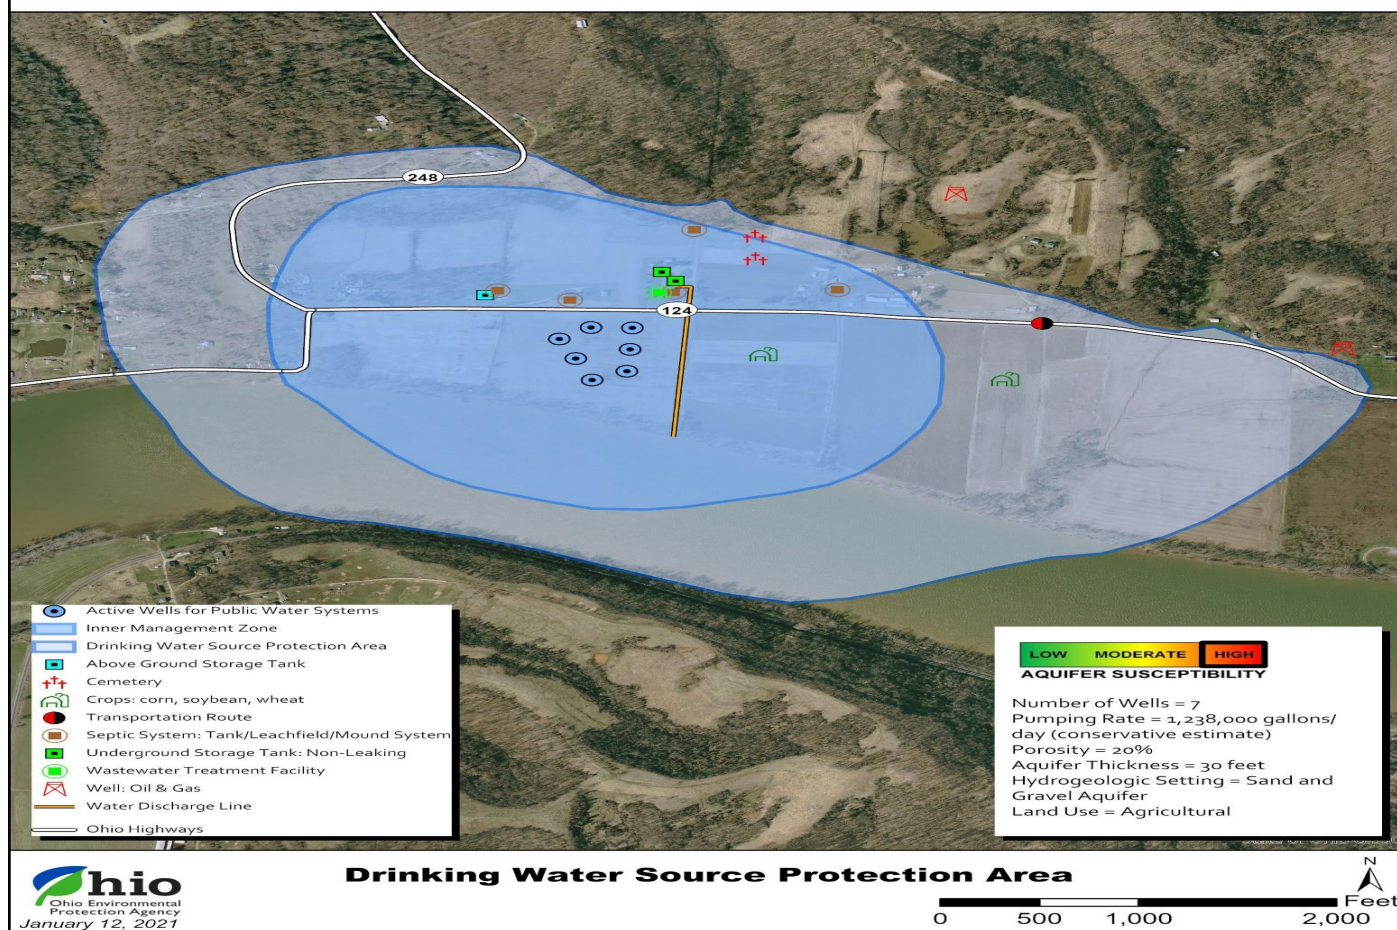 248
124
Active Wells for Public Water Systems
Inner Management Zone
Drinking Water Source Protection Area
Above Ground Storage Tank
Cemetery
Crops: corn, soybean, wheat
Transportation Route
Septic System: Tank/Leachfield/Mound System
Underground Storage Tank: Non-Leaking
Wastewater Treatment Facility
Well: Oil & Gas
Water Discharge Line
Ohio Highways
LOW MODERATE HIGH
AQUIFER SUSCEPTIBILITY
Number of Wells = 7
Pumping Rate = 1,238,000 gallons/
day (conservative estimate)
Porosity = 20%
Aquifer Thickness = 30 feet
Hydrogeologic Setting = Sand and
Gravel Aquifer
Land Use = Agricultural
Ohio
Ohio Environmental
Protection Agency
January 12, 2021
Drinking Water Source Protection Area
N
Feet
0 500 1,000 2,000